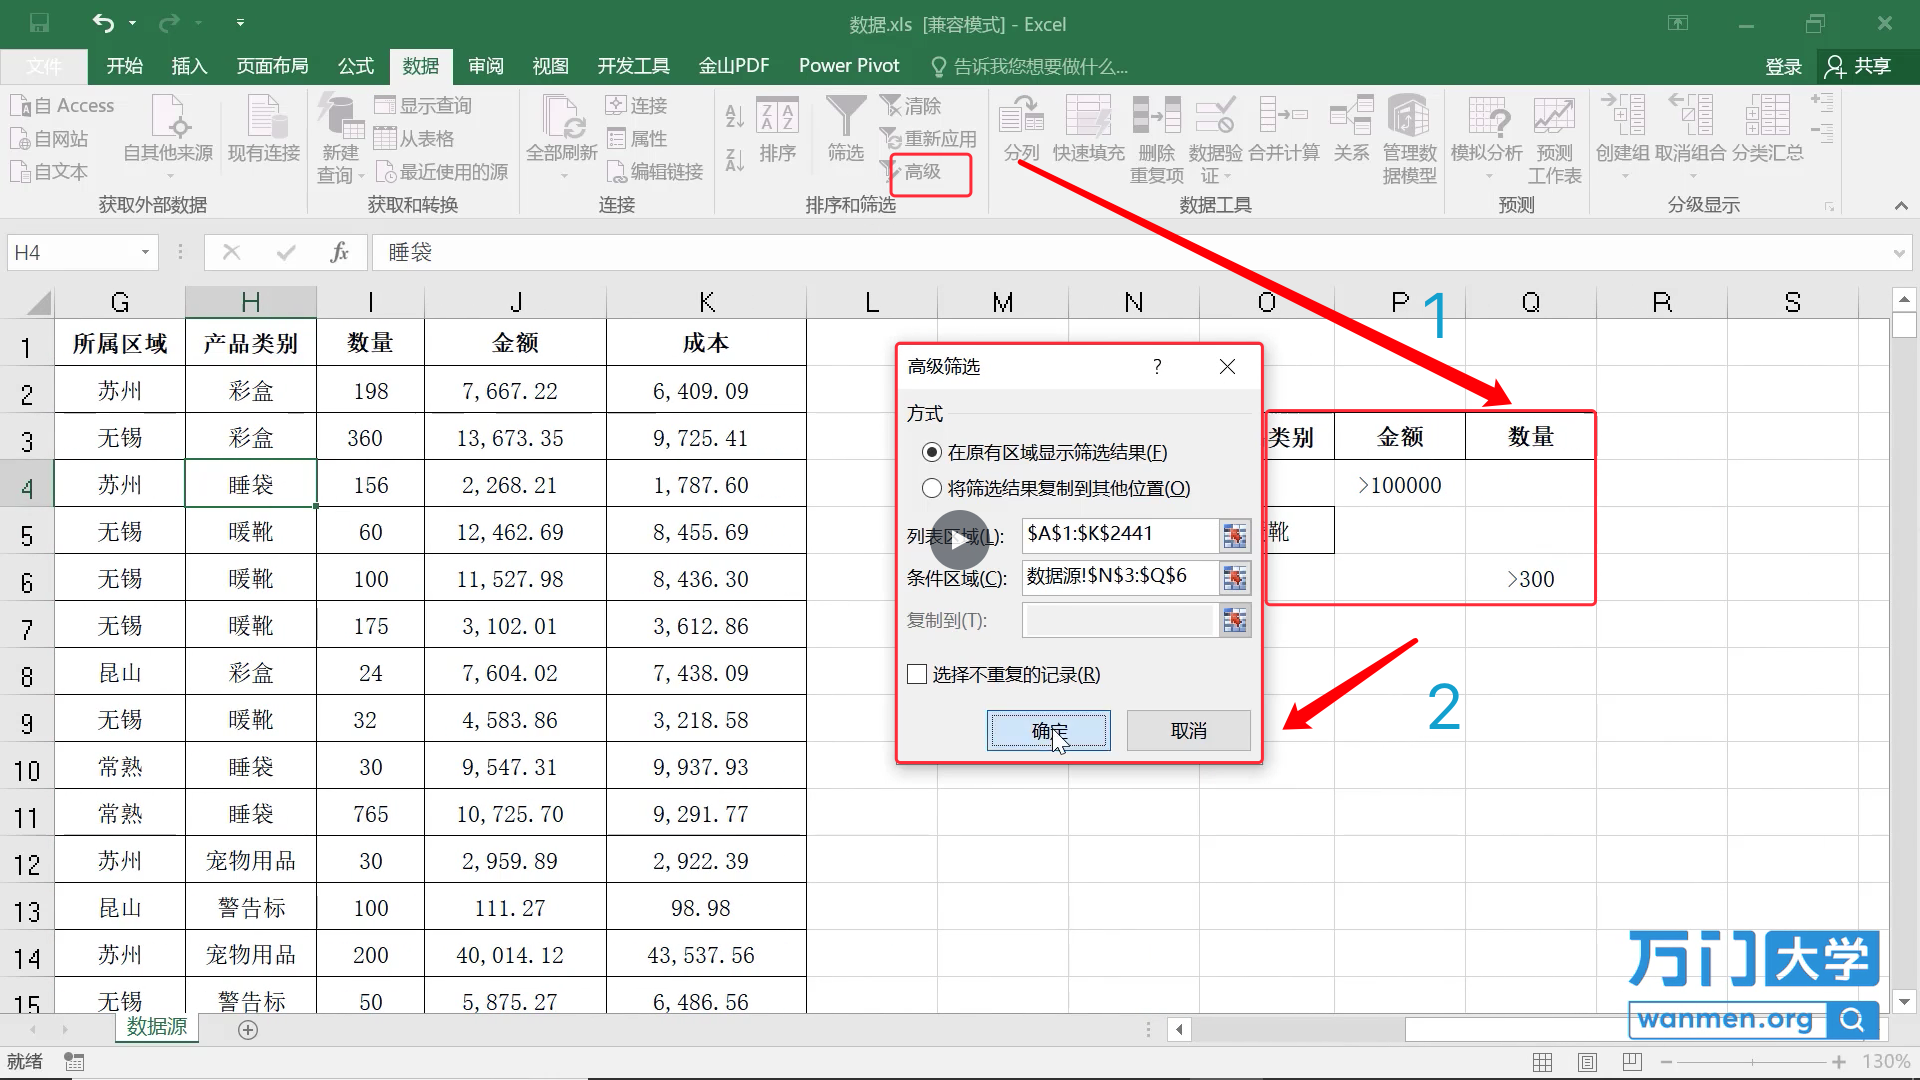 数据.xls [兼容模式] - Excel
文件 开始 插入 页面布局 公式 数据 审阅 视图 开发工具 金山PDF Power Pivot 告诉我您想要做什么... 登录 共享
自 Access
自网站
自文本
自其他来源
现有连接
获取外部数据
新建
查询
显示查询
从表格
最近使用的源
获取和转换
全部刷新
连接
属性
编辑链接
连接
排序
筛选
清除
重新应用
高级
排序和筛选
分列
快速填充
删除
重复项
数据验
证
合并计算
关系
管理数
据模型
数据工具
模拟分析
预测
工作表
预测
创建组
取消组合
分类汇总
分级显示
H4 fx 睡袋
G H I J K L M N O P Q R S
1 所属区域 产品类别 数量 金额 成本
2 苏州 彩盒 198 7,667.22 6,409.09
3 无锡 彩盒 360 13,673.35 9,725.41
4 苏州 睡袋 156 2,268.21 1,787.60
5 无锡 暖靴 60 12,462.69 8,455.69
6 无锡 暖靴 100 11,527.98 8,436.30
7 无锡 暖靴 175 3,102.01 3,612.86
8 昆山 彩盒 24 7,604.02 7,438.09
9 无锡 暖靴 32 4,583.86 3,218.58
10 常熟 睡袋 30 9,547.31 9,937.93
11 常熟 睡袋 765 10,725.70 9,291.77
12 苏州 宠物用品 30 2,959.89 2,922.39
13 昆山 警告标 100 111.27 98.98
14 苏州 宠物用品 200 40,014.12 43,537.56
15 无锡 警告标 50 5,875.27 6,486.56
高级筛选 ?
方式
在原有区域显示筛选结果(F)
将筛选结果复制到其他位置(O)
列表区域(L): $A$1:$K$2441
条件区域(C): 数据源!$N$3:$Q$6
复制到(T):
选择不重复的记录(R)
确定 取消
1
类别 金额 数量
>100000
靴
>300
2
万门大学
wanmen.org
数据源
就绪
130%